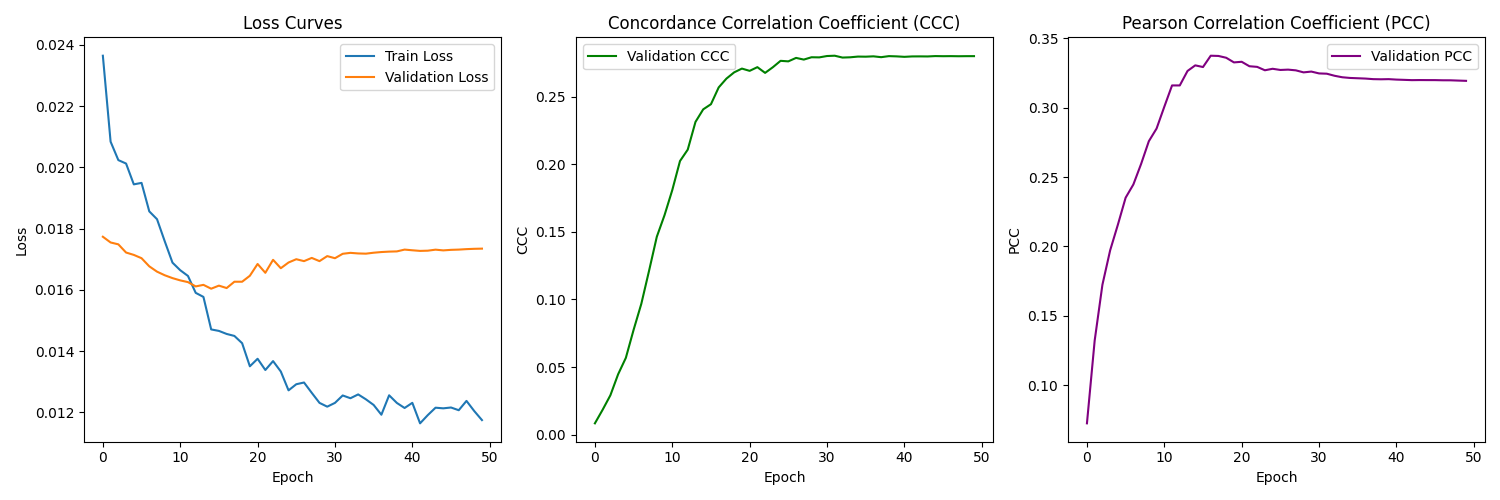 Loss Curves
0.024
0.022
0.020
0.018
0.016
0.014
0.012
Loss
0
10
20
30
40
50
Epoch
Train Loss
Validation Loss
Concordance Correlation Coefficient (CCC)
0.25
0.20
0.15
0.10
0.05
0.00
CCC
0
10
20
30
40
50
Epoch
Validation CCC
Pearson Correlation Coefficient (PCC)
0.35
0.30
0.25
0.20
0.15
0.10
PCC
0
10
20
30
40
50
Epoch
Validation PCC